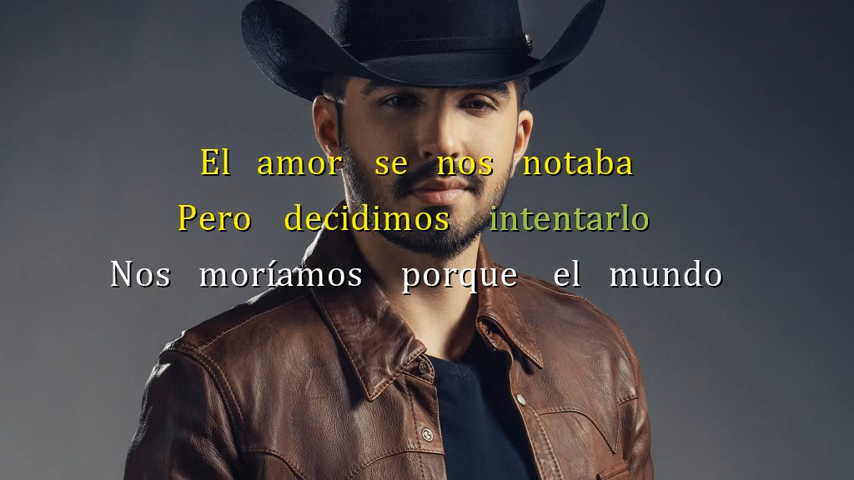 El amor se nos notaba
Pero decidimos intentarlo
Nos moríamos porque el mundo